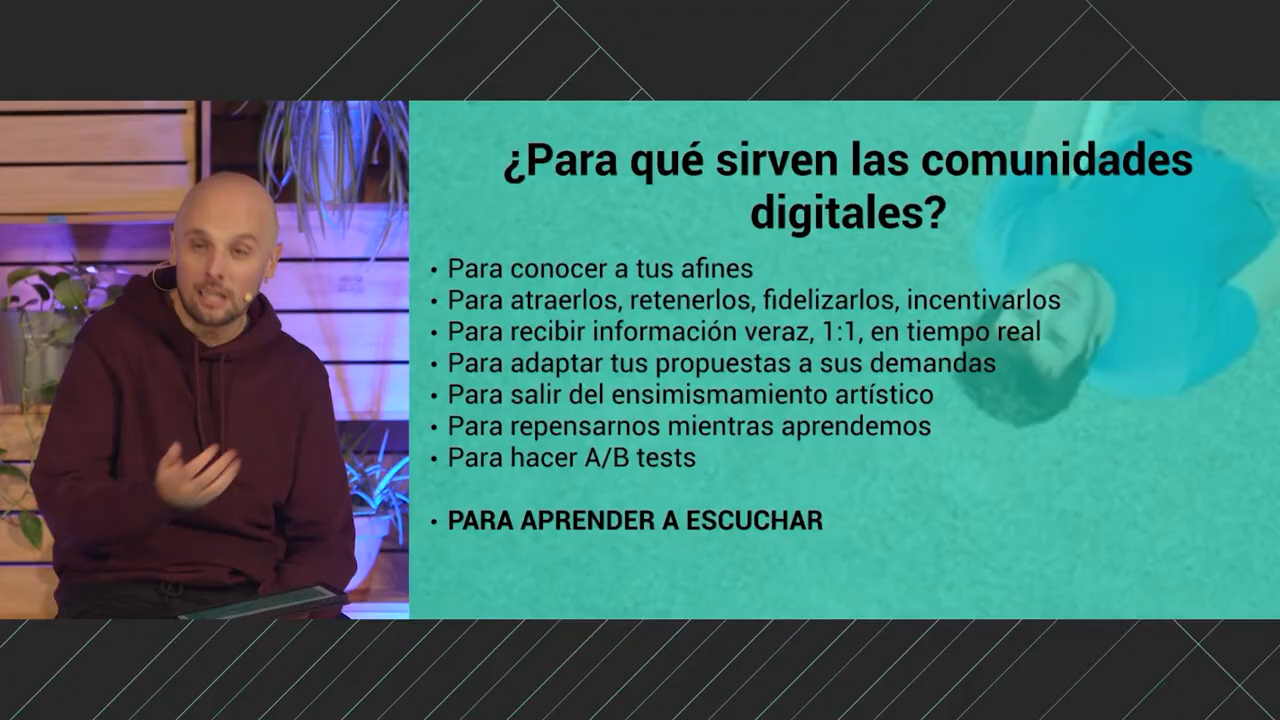 ¿Para qué sirven las comunidades
digitales?
• Para conocer a tus afines
• Para atraerlos, retenerlos, fidelizarlos, incentivarlos
• Para recibir información veraz, 1:1, en tiempo real
• Para adaptar tus propuestas a sus demandas
• Para salir del ensimismamiento artístico
• Para repensarnos mientras aprendemos
• Para hacer A/B tests
• PARA APRENDER A ESCUCHAR